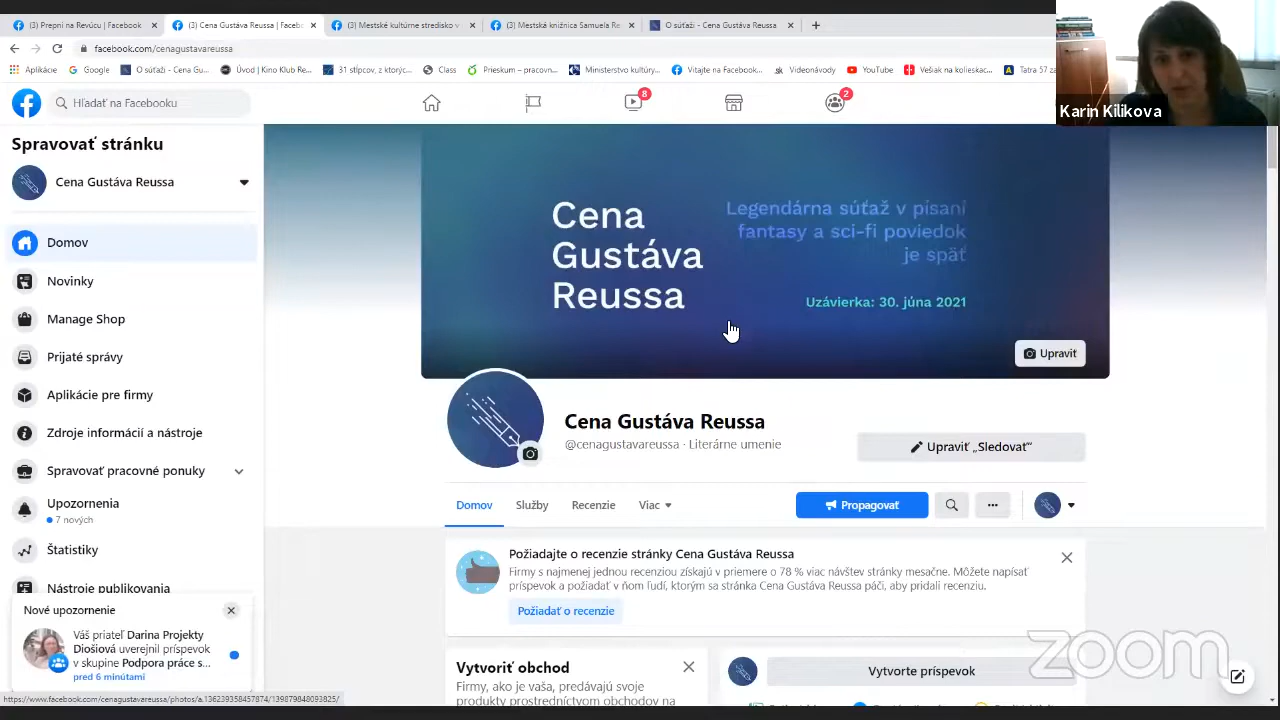 (3) Prepni na Revúcu | Facebook
(3) Cena Gustáva Reussa | Faceb
(3) Mestské kultúrne stredisko v
(3) Mestská knižnica Samuela Re
O súťaži - Cena Gustáva Reussa
facebook.com/cenagustavareussa
Aplikácie
Google
O súťaži - Cena Gu...
Úvod | Kino Klub Re...
Class
Prieskum – pracovn...
Ministerstvo kultúry...
Vitajte na Facebook...
Videonávody
YouTube
Vešiak na kolieskac...
Tatra 57 za
Karin Kilikova
Hľadať na Facebooku
8
2
Spravovať stránku
Cena Gustáva Reussa
Domov
Novinky
Manage Shop
Prijaté správy
Aplikácie pre firmy
Zdroje informácií a nástroje
Spravovať pracovné ponuky
Upozornenia
7 nových
Štatistiky
Nástroje publikovania
Nové upozornenie
Váš priateľ Darina Projekty
Diošiová uverejnil príspevok
v skupine Podpora práce s...
pred 6 minútami
https://www.facebook.com/cenagustavareussa/photos/a.136239358457874/139879848093825/
Cena
Gustáva
Reussa
Legendárna súťaž v písaní
fantasy a sci-fi poviedok
je späť
Uzávierka: 30. júna 2021
Upraviť
Cena Gustáva Reussa
@cenagustavareussa · Literárne umenie
Upraviť „Sledovať“
Domov
Služby
Recenzie
Viac
Propagovať
Požiadajte o recenzie stránky Cena Gustáva Reussa
Firmy s najmenej jednou recenziou získajú v priemere o 78 % viac návštev stránky mesačne. Môžete napísať
príspevok a požiadať v ňom ľudí, ktorým sa stránka Cena Gustáva Reussa páči, aby pridali recenziu.
Požiadať o recenzie
Vytvoriť obchod
Firmy, ako je vaša, predávajú svoje
produkty prostredníctvom obchodov na
Vytvorte príspevok
zoom